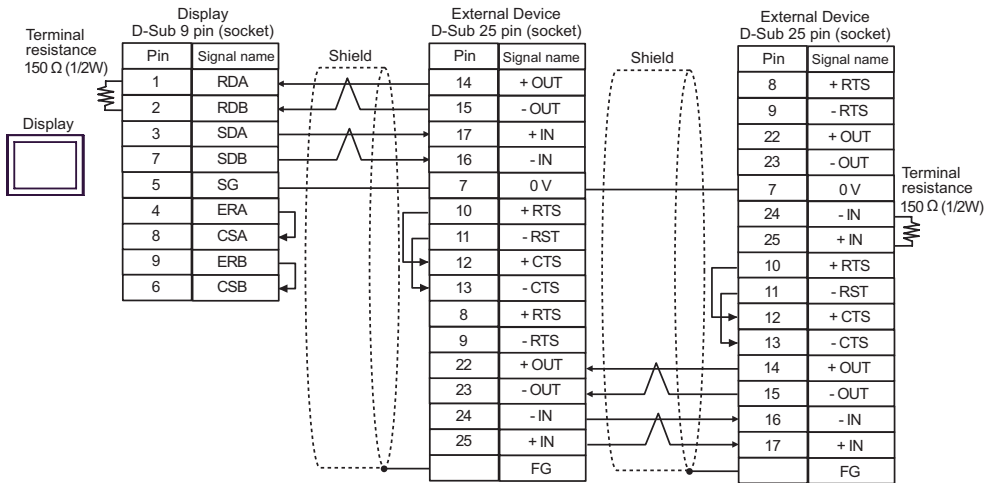 Display
D-Sub 9 pin (socket)
Terminal
resistance
150 Ω (1/2W)
Display
Pin Signal name
1 RDA
2 RDB
3 SDA
7 SDB
5 SG
4 ERA
8 CSA
9 ERB
6 CSB
Shield
External Device
D-Sub 25 pin (socket)
Pin Signal name
14 + OUT
15 - OUT
17 + IN
16 - IN
7 0 V
10 + RTS
11 - RST
12 + CTS
13 - CTS
8 + RTS
9 - RTS
22 + OUT
23 - OUT
24 - IN
25 + IN
FG
Shield
External Device
D-Sub 25 pin (socket)
Pin Signal name
8 + RTS
9 - RTS
22 + OUT
23 - OUT
7 0 V
24 - IN
25 + IN
10 + RTS
11 - RST
12 + CTS
13 - CTS
14 + OUT
15 - OUT
16 - IN
17 + IN
FG
Terminal
resistance
150 Ω (1/2W)